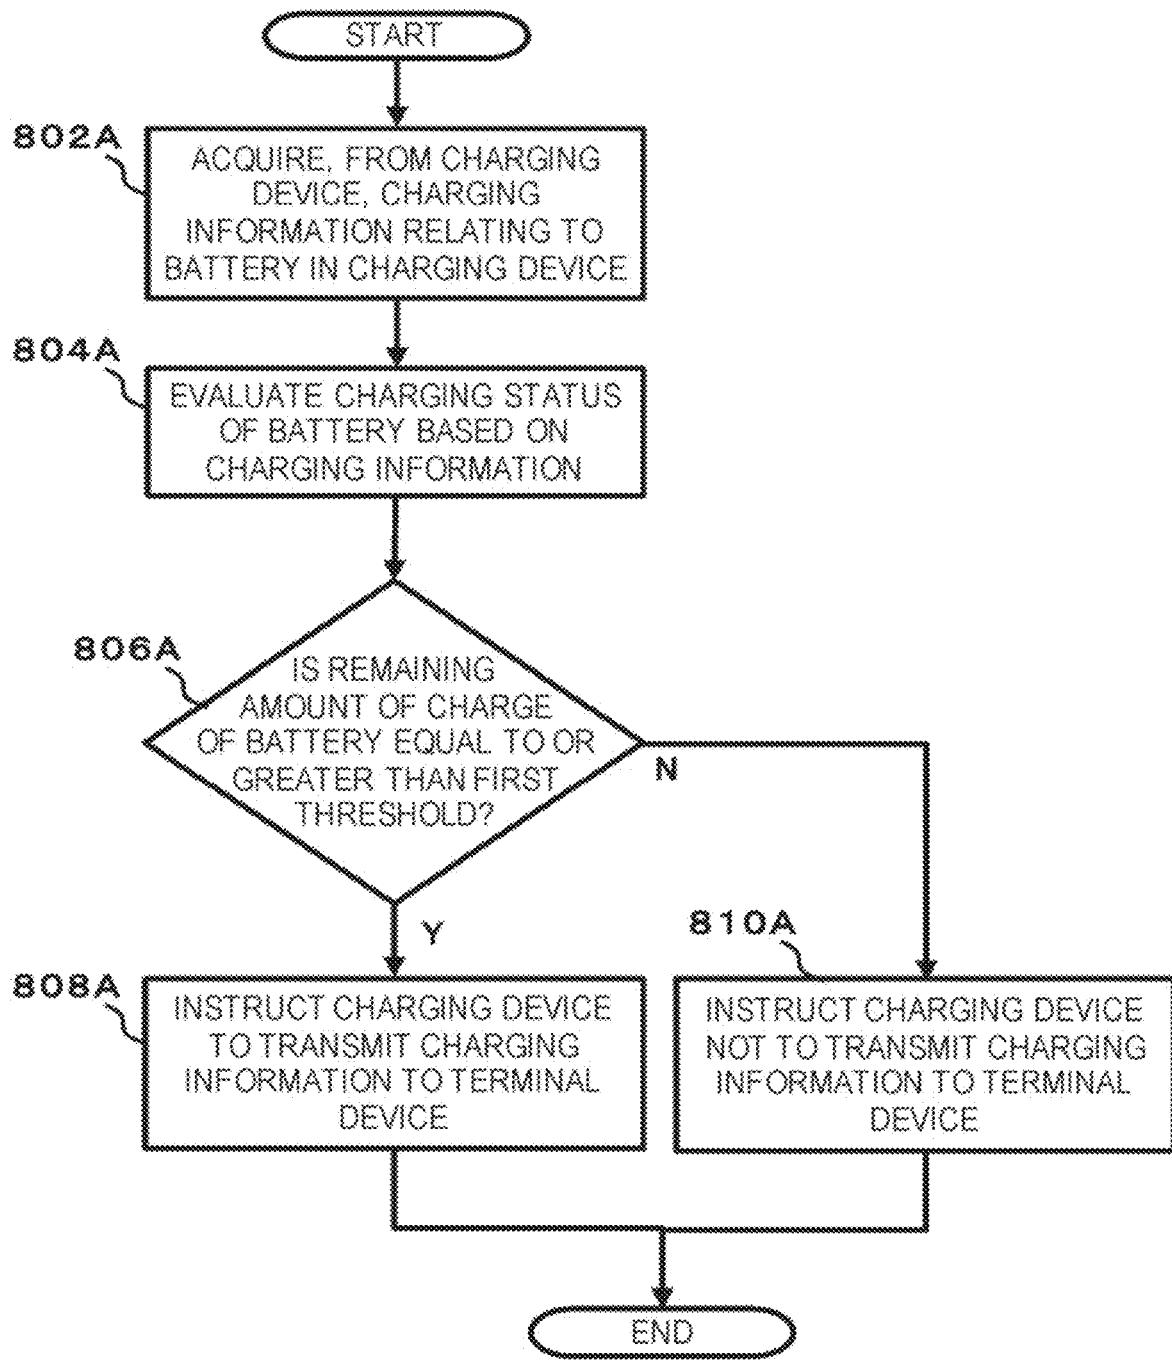 START
802A
ACQUIRE, FROM CHARGING
DEVICE, CHARGING
INFORMATION RELATING TO
BATTERY IN CHARGING DEVICE
804A
EVALUATE CHARGING STATUS
OF BATTERY BASED ON
CHARGING INFORMATION
806A
IS REMAINING
AMOUNT OF CHARGE
OF BATTERY EQUAL TO OR
GREATER THAN FIRST
THRESHOLD?
N
Y
808A
INSTRUCT CHARGING DEVICE
TO TRANSMIT CHARGING
INFORMATION TO TERMINAL
DEVICE
810A
INSTRUCT CHARGING DEVICE
NOT TO TRANSMIT CHARGING
INFORMATION TO TERMINAL
DEVICE
END